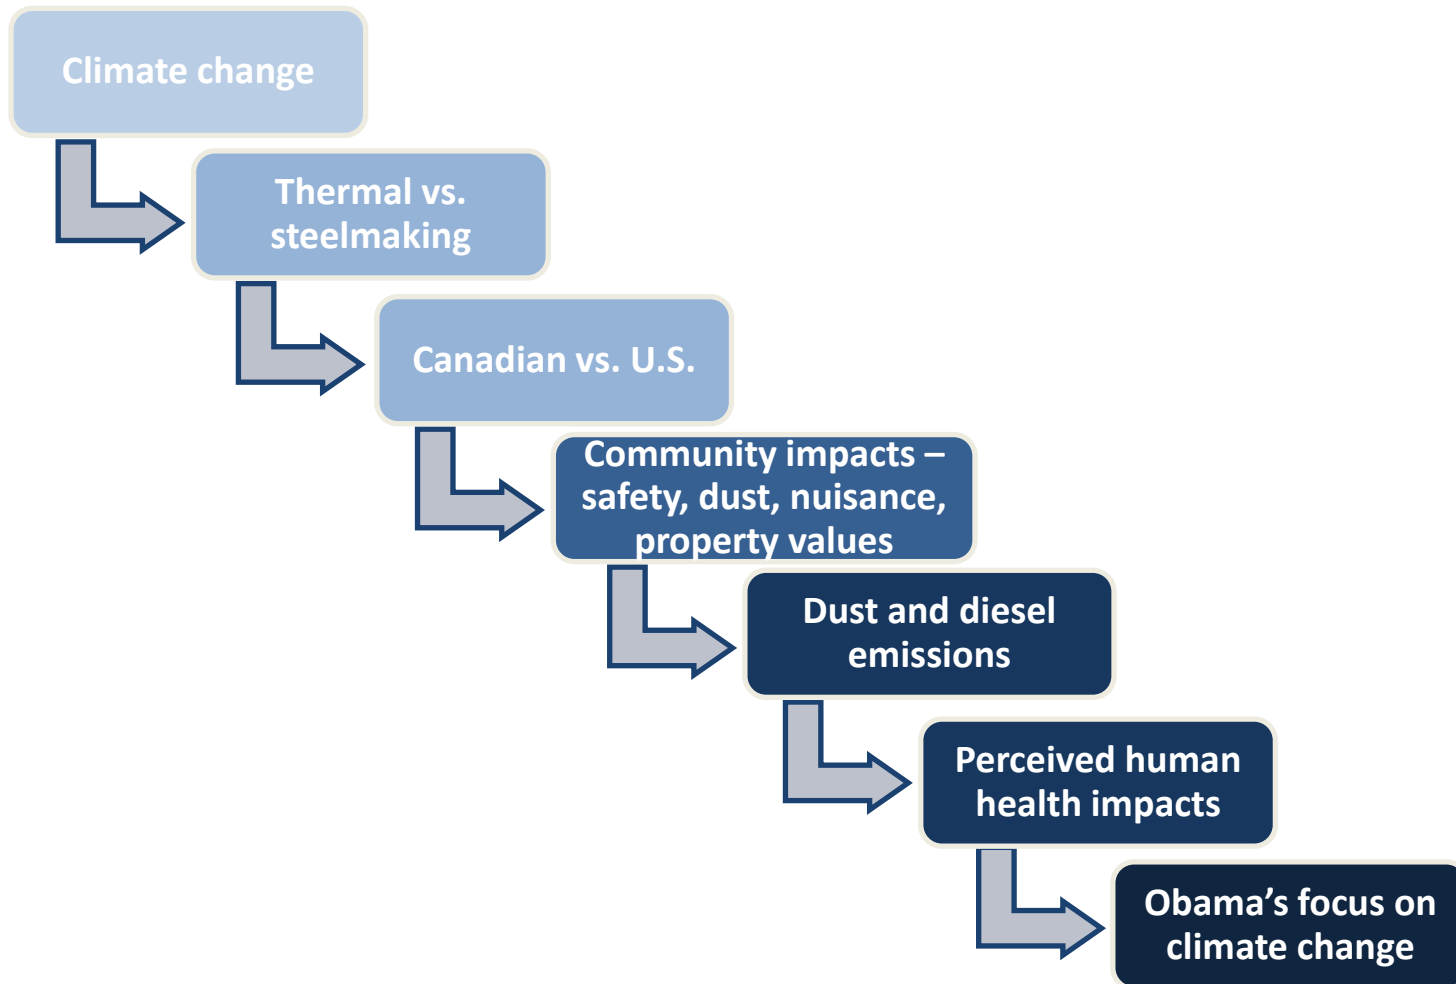 Climate change
Thermal vs.
steelmaking
Canadian vs. U.S.
Community impacts –
safety, dust, nuisance,
property values
Dust and diesel
emissions
Perceived human
health impacts
Obama’s focus on
climate change